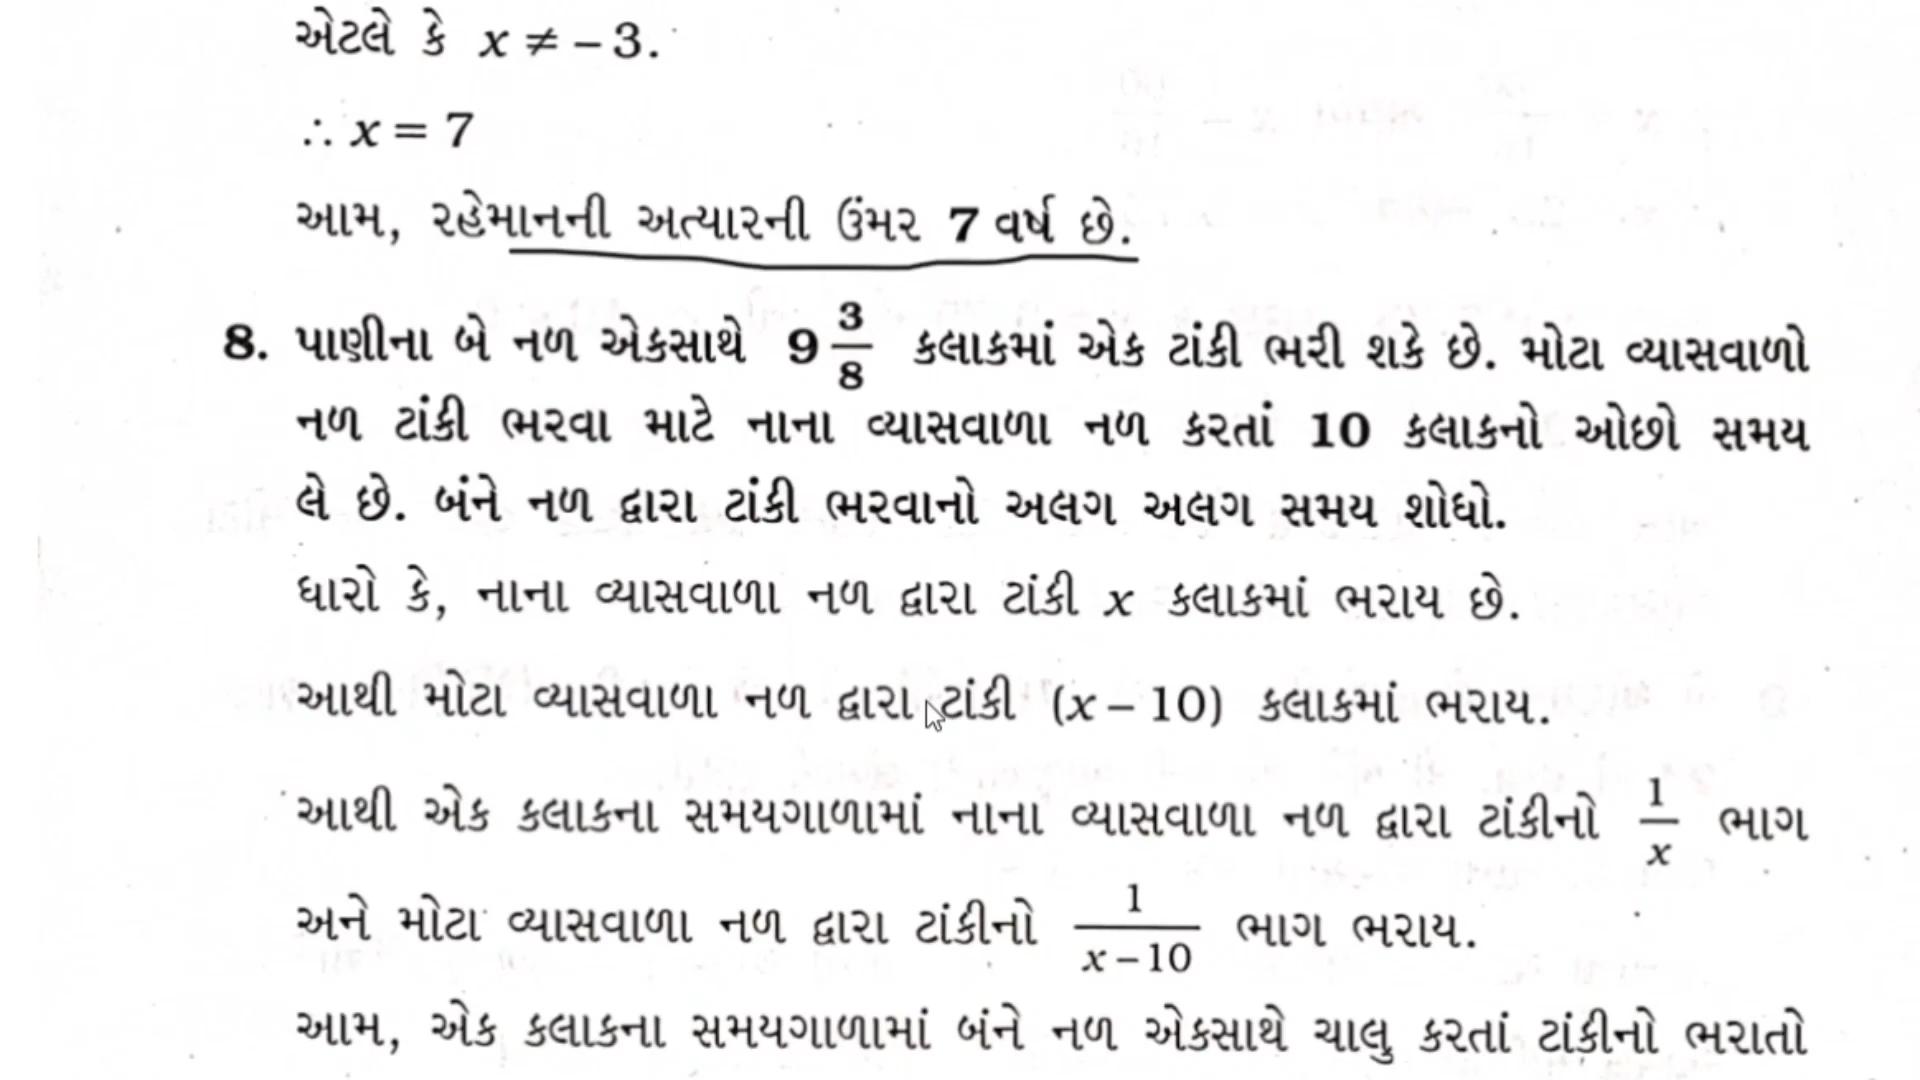 એટલે કે x ≠ – 3.
∴ x = 7
આમ, રહેમાનની અત્યારની ઉંમર 7 વર્ષ છે.
8. પાણીના બે નળ એકસાથે 9 3/8 કલાકમાં એક ટાંકી ભરી શકે છે. મોટા વ્યાસવાળો
નળ ટાંકી ભરવા માટે નાના વ્યાસવાળા નળ કરતાં 10 કલાકનો ઓછો સમય
લે છે. બંને નળ દ્વારા ટાંકી ભરવાનો અલગ અલગ સમય શોધો.
ધારો કે, નાના વ્યાસવાળા નળ દ્વારા ટાંકી x કલાકમાં ભરાય છે.
આથી મોટા વ્યાસવાળા નળ દ્વારા ટાંકી (x – 10) કલાકમાં ભરાય.
આથી એક કલાકના સમયગાળામાં નાના વ્યાસવાળા નળ દ્વારા ટાંકીનો 1/x ભાગ
અને મોટા વ્યાસવાળા નળ દ્વારા ટાંકીનો 1/(x – 10) ભાગ ભરાય.
આમ, એક કલાકના સમયગાળામાં બંને નળ એકસાથે ચાલુ કરતાં ટાંકીનો ભરાતો